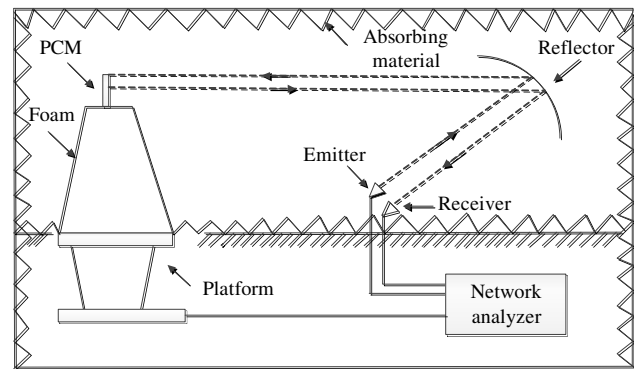 PCM
Absorbing
material
Reflector
Foam
Emitter
Receiver
Platform
Network
analyzer